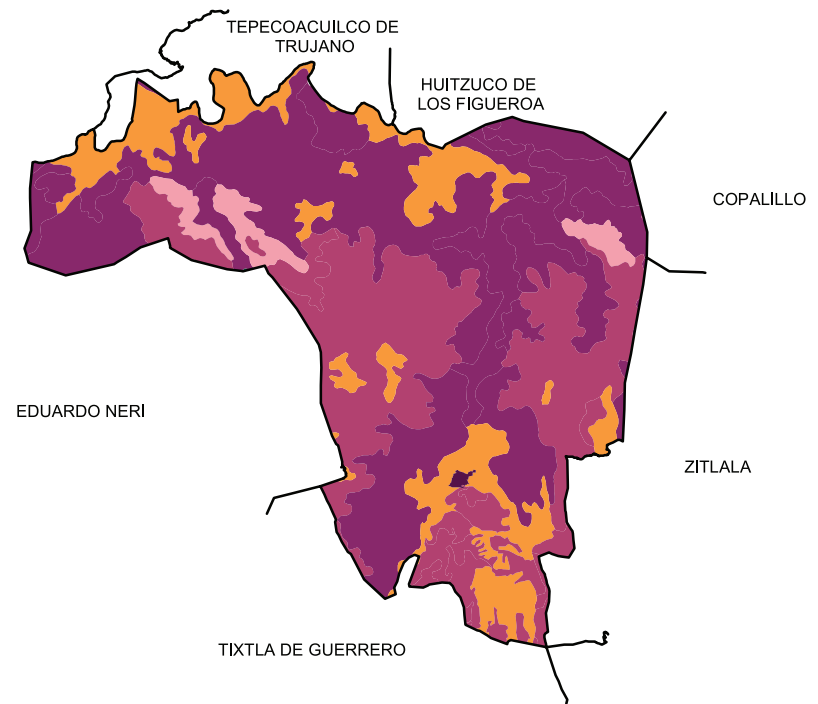 TEPECOACUILCO DE
TRUJANO
HUITZUCO DE
LOS FIGUEROA
COPALILLO
EDUARDO NERI
ZITLALA
TIXTLA DE GUERRERO